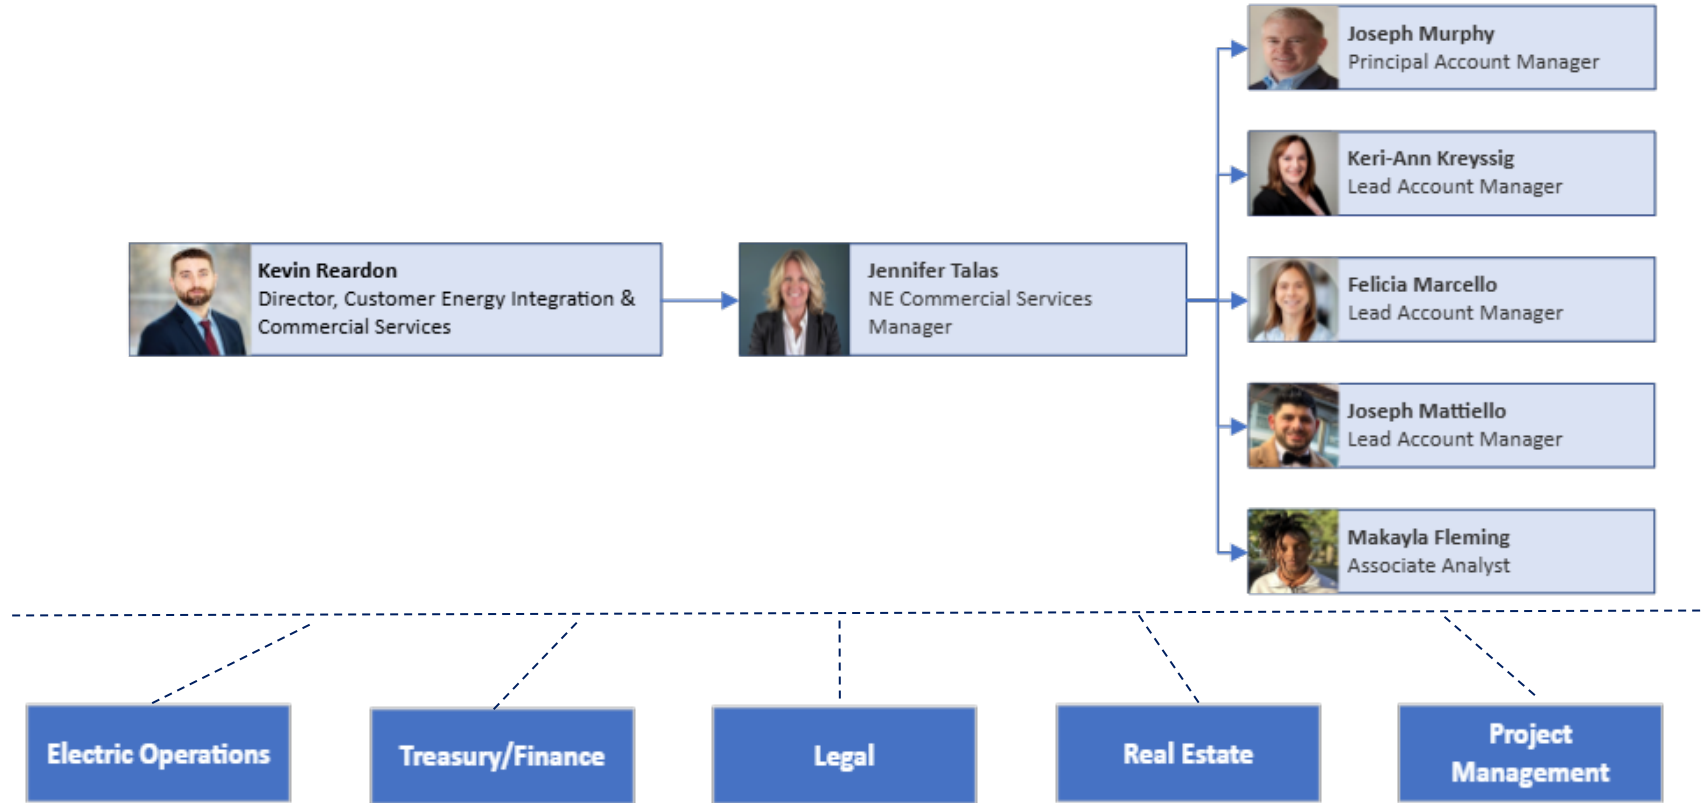 Joseph Murphy
Principal Account Manager
Keri-Ann Kreyssig
Lead Account Manager
Kevin Reardon
Director, Customer Energy Integration &
Commercial Services
Jennifer Talas
NE Commercial Services
Manager
Felicia Marcello
Lead Account Manager
Joseph Mattiello
Lead Account Manager
Makayla Fleming
Associate Analyst
Electric Operations
Treasury/Finance
Legal
Real Estate
Project
Management